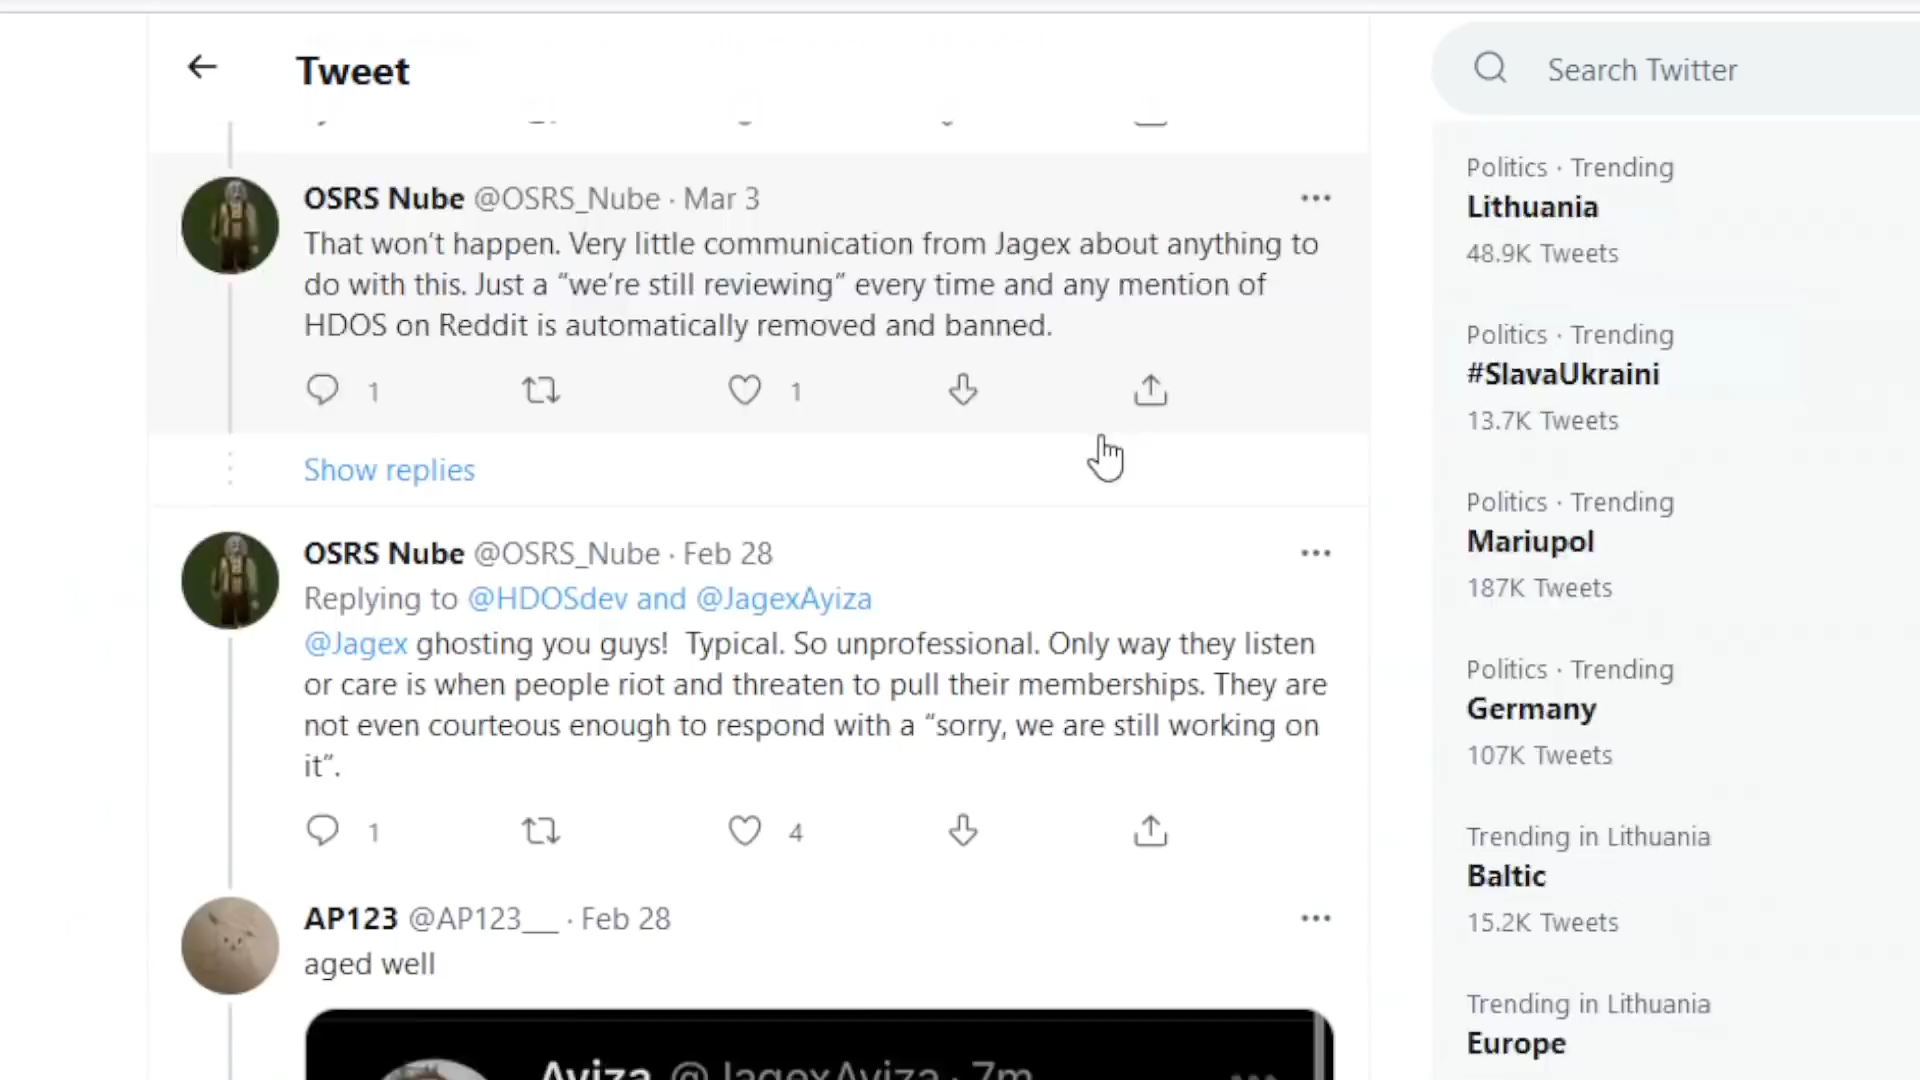 Tweet
OSRS Nube @OSRS_Nube · Mar 3
That won't happen. Very little communication from Jagex about anything to
do with this. Just a “we're still reviewing” every time and any mention of
HDOS on Reddit is automatically removed and banned.
1
1
Show replies
OSRS Nube @OSRS_Nube · Feb 28
Replying to @HDOSdev and @JagexAyiza
@Jagex ghosting you guys!  Typical. So unprofessional. Only way they listen
or care is when people riot and threaten to pull their memberships. They are
not even courteous enough to respond with a “sorry, we are still working on
it”.
1
4
AP123 @AP123___ · Feb 28
aged well
Ayiza @JagexAyiza · 7m
Search Twitter
Politics · Trending
Lithuania
48.9K Tweets
Politics · Trending
#SlavaUkraini
13.7K Tweets
Politics · Trending
Mariupol
187K Tweets
Politics · Trending
Germany
107K Tweets
Trending in Lithuania
Baltic
15.2K Tweets
Trending in Lithuania
Europe